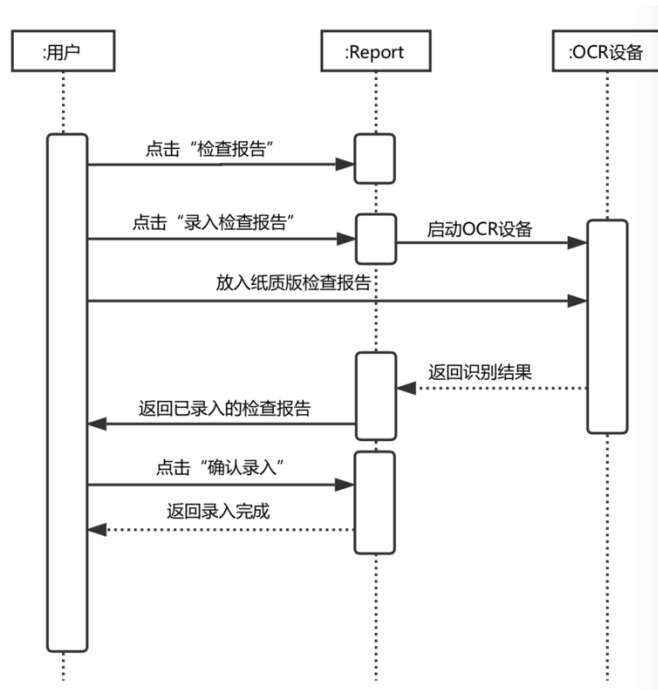 :用户
:Report
:OCR设备
点击“检查报告”
点击“录入检查报告”
启动OCR设备
放入纸质版检查报告
返回识别结果
返回已录入的检查报告
点击“确认录入”
返回录入完成